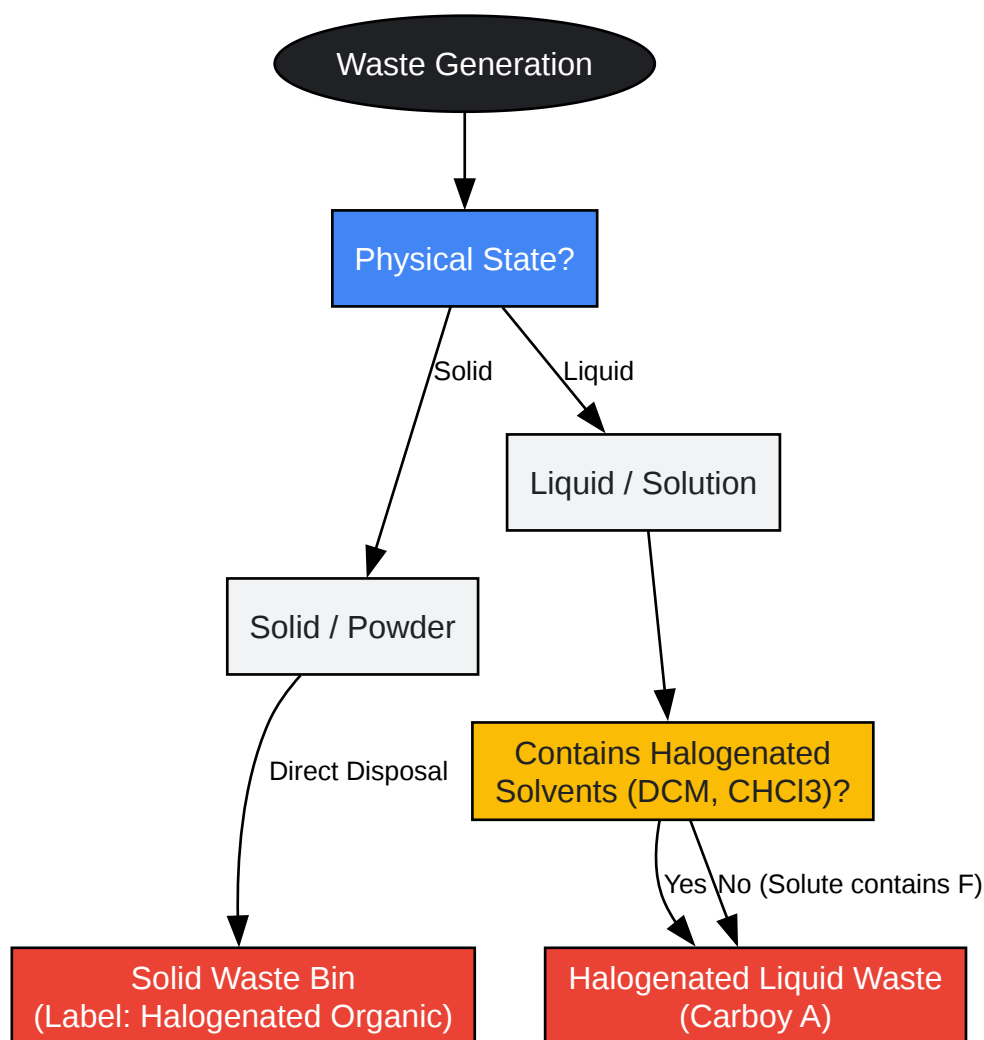 Waste Generation
Physical State?
Solid
Liquid
Liquid / Solution
Solid / Powder
Direct Disposal
Contains Halogenated
Solvents (DCM, CHCl3)?
Yes
No (Solute contains F)
Solid Waste Bin
(Label: Halogenated Organic)
Halogenated Liquid Waste
(Carboy A)